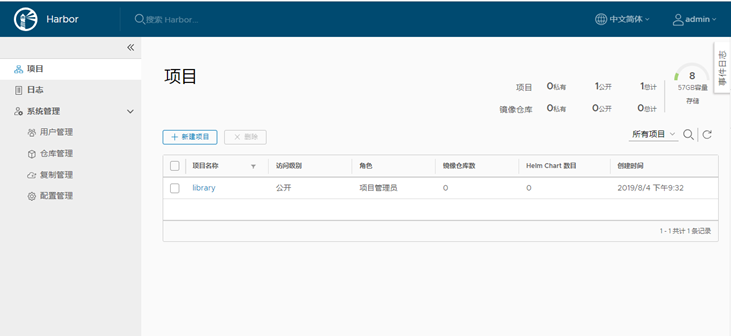 Harbor
搜索 Harbor...
中文简体
admin
项目
日志
系统管理
用户管理
仓库管理
复制管理
配置管理
项目
项目 0私有 1公开 1总计
镜像仓库 0私有 0公开 0总计
8
57GB容量
存储
事件日志
新建项目
删除
所有项目
项目名称 访问级别 角色 镜像仓库数 Helm Chart 数目 创建时间
library 公开 项目管理员 0 0 2019/8/4 下午9:32
1 - 1 共计 1 条记录